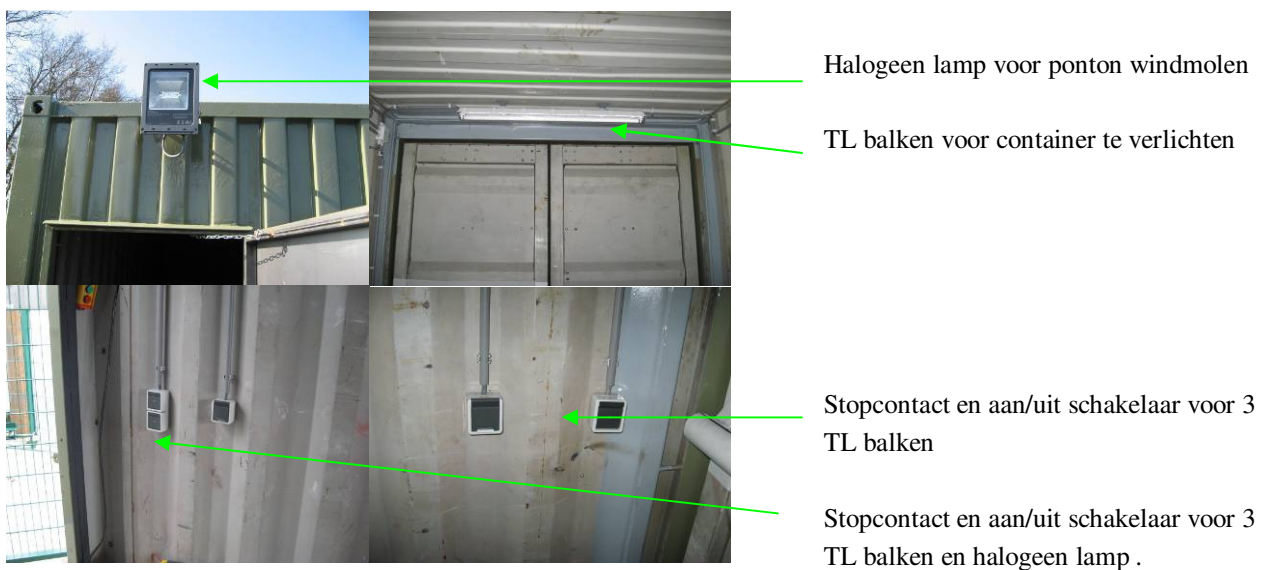 Halogeen lamp voor ponton windmolen
TL balken voor container te verlichten
Stopcontact en aan/uit schakelaar voor 3
TL balken
Stopcontact en aan/uit schakelaar voor 3
TL balken en halogeen lamp .